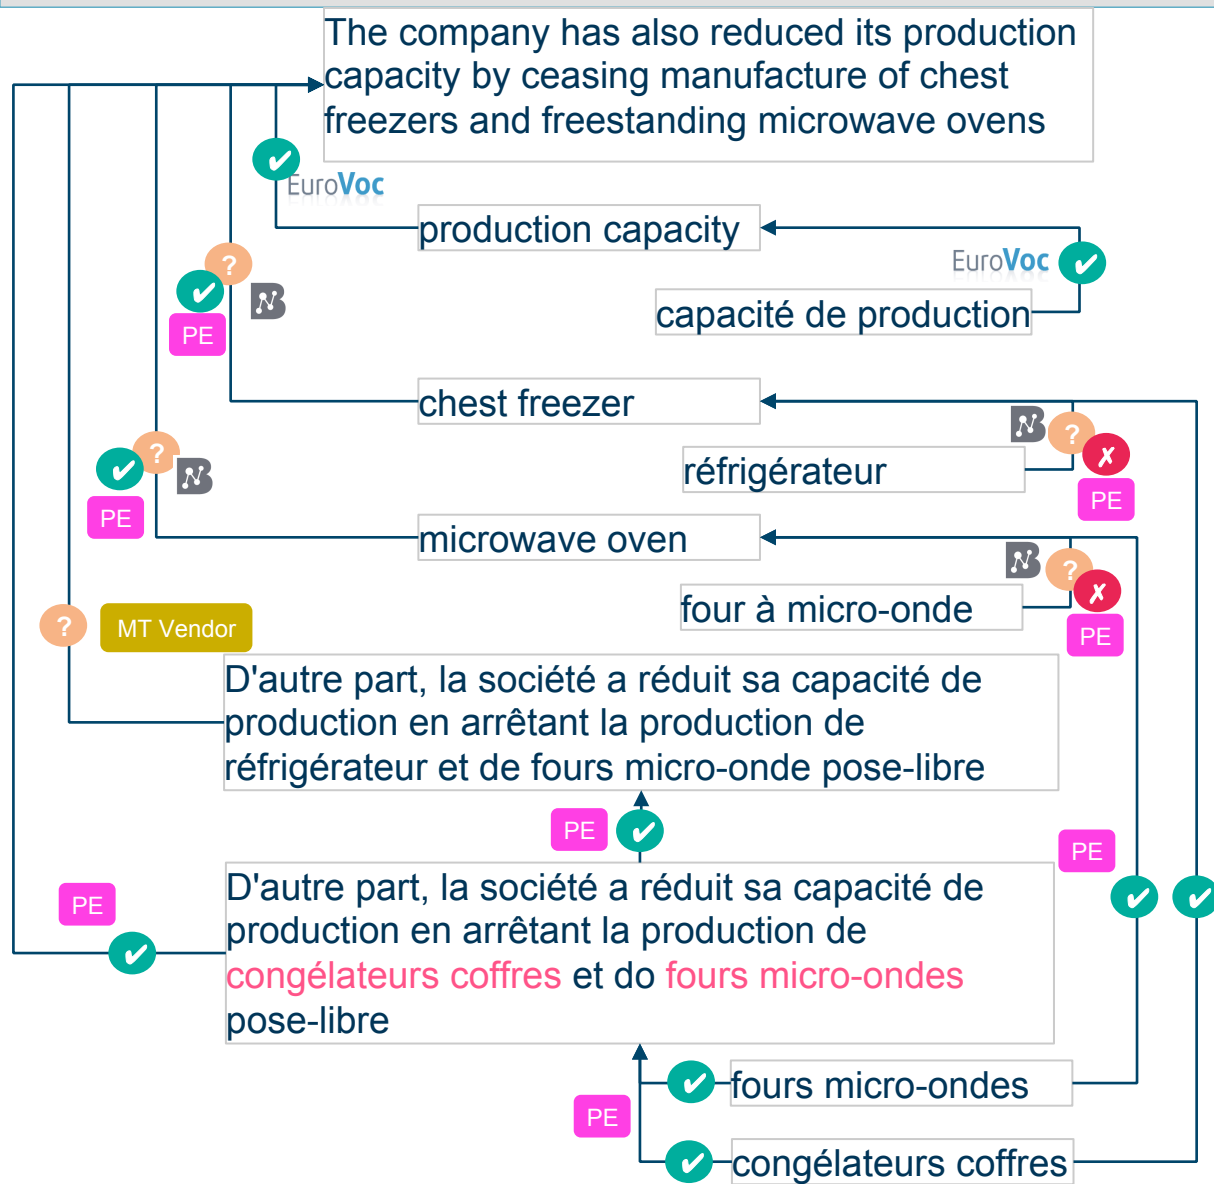 The company has also reduced its production
capacity by ceasing manufacture of chest
freezers and freestanding microwave ovens
EuroVoc
production capacity
EuroVoc
capacité de production
?
PE
chest freezer
?
réfrigérateur
PE
?
PE
microwave oven
?
four à micro-onde
PE
?
MT Vendor
D'autre part, la société a réduit sa capacité de
production en arrêtant la production de
réfrigérateur et de fours micro-onde pose-libre
PE
PE
PE
D'autre part, la société a réduit sa capacité de
production en arrêtant la production de
congélateurs coffres et do fours micro-ondes
pose-libre
fours micro-ondes
PE
congélateurs coffres